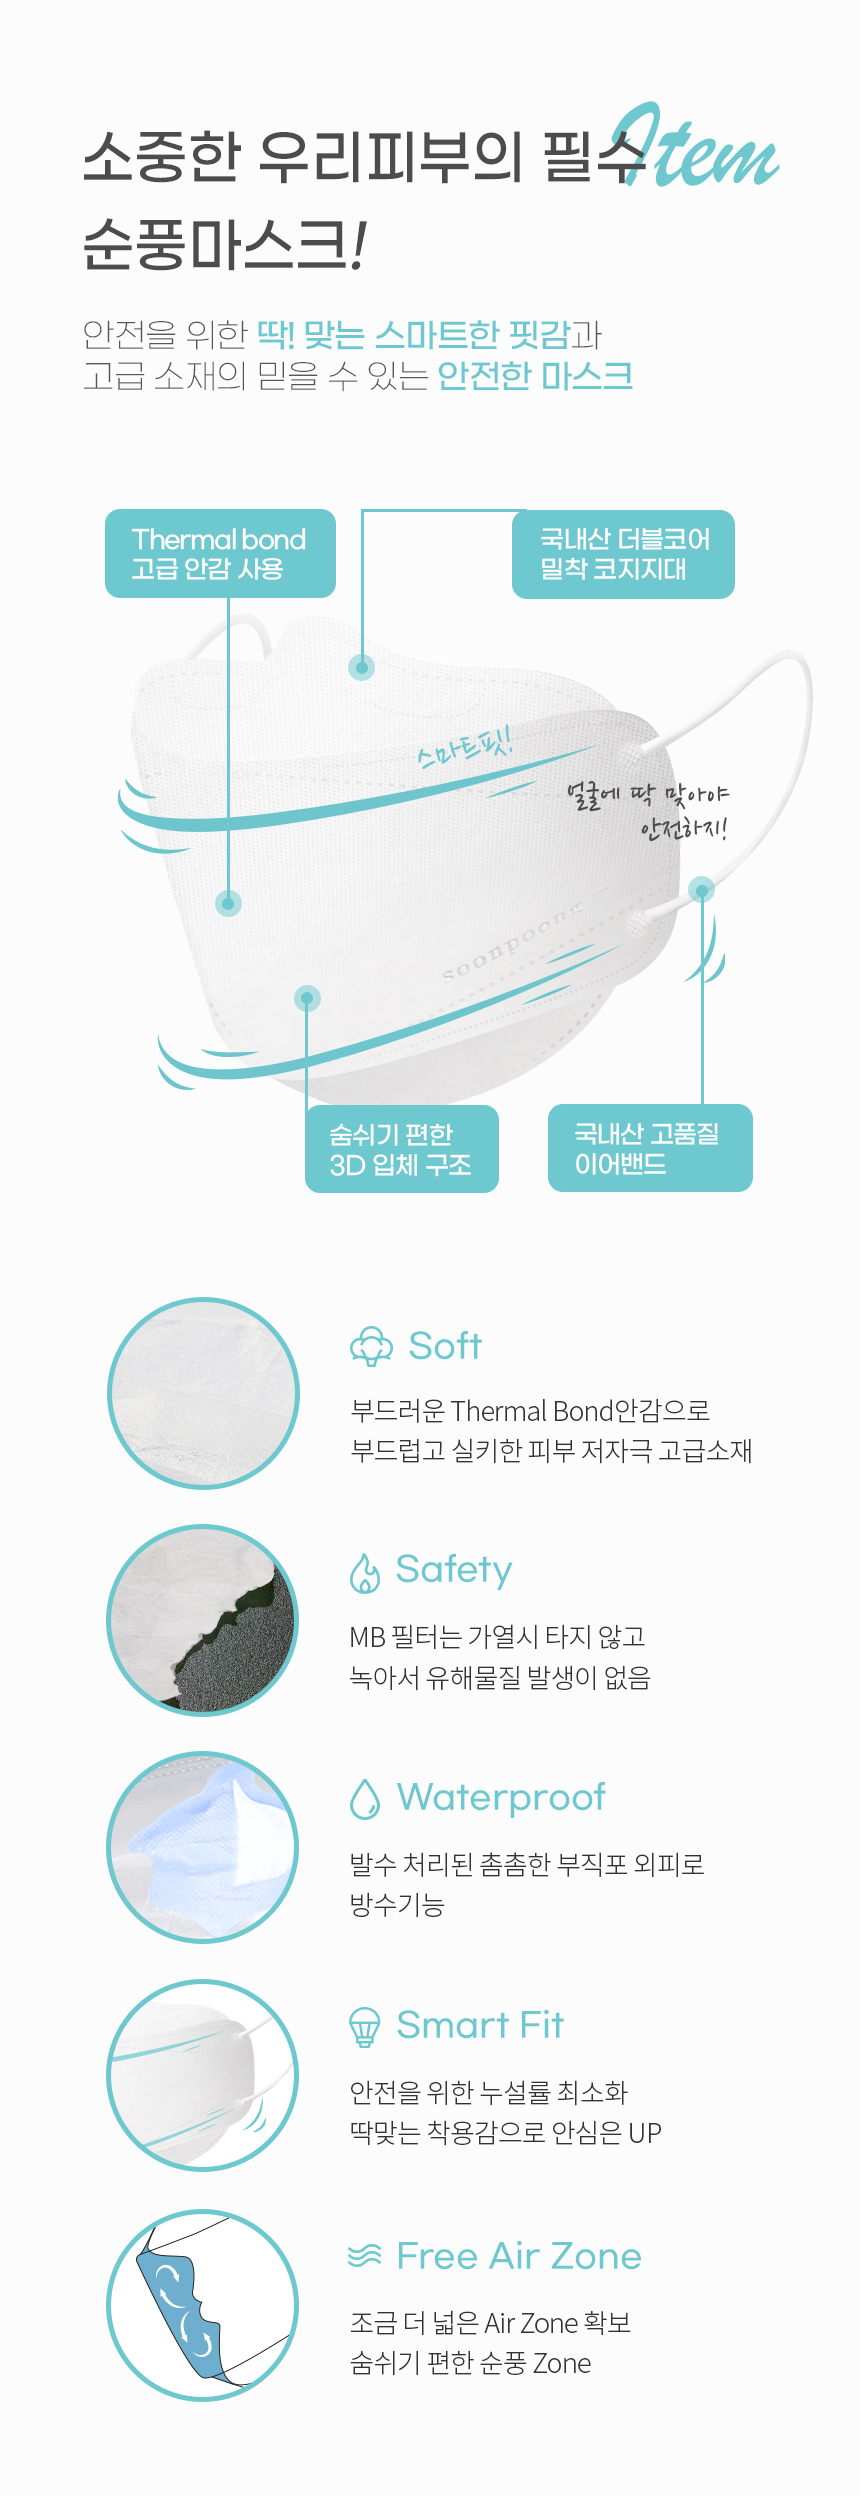 소중한 우리피부의 필수 Item
순풍마스크!
안전을 위한 딱! 맞는 스마트한 핏감과
고급 소재의 믿을 수 있는 안전한 마스크
Thermal bond
고급 안감 사용
국내산 더블코어
밀착 코지지대
스마트핏!
얼굴에 딱 맞아야
안전하지!
soonpoong
숨쉬기 편한
3D 입체 구조
국내산 고품질
이어밴드
Soft
부드러운 Thermal Bond안감으로
부드럽고 실키한 피부 저자극 고급소재
Safety
MB 필터는 가열시 타지 않고
녹아서 유해물질 발생이 없음
Waterproof
발수 처리된 촘촘한 부직포 외피로
방수기능
Smart Fit
안전을 위한 누설률 최소화
딱맞는 착용감으로 안심은 UP
Free Air Zone
조금 더 넓은 Air Zone 확보
숨쉬기 편한 순풍 Zone